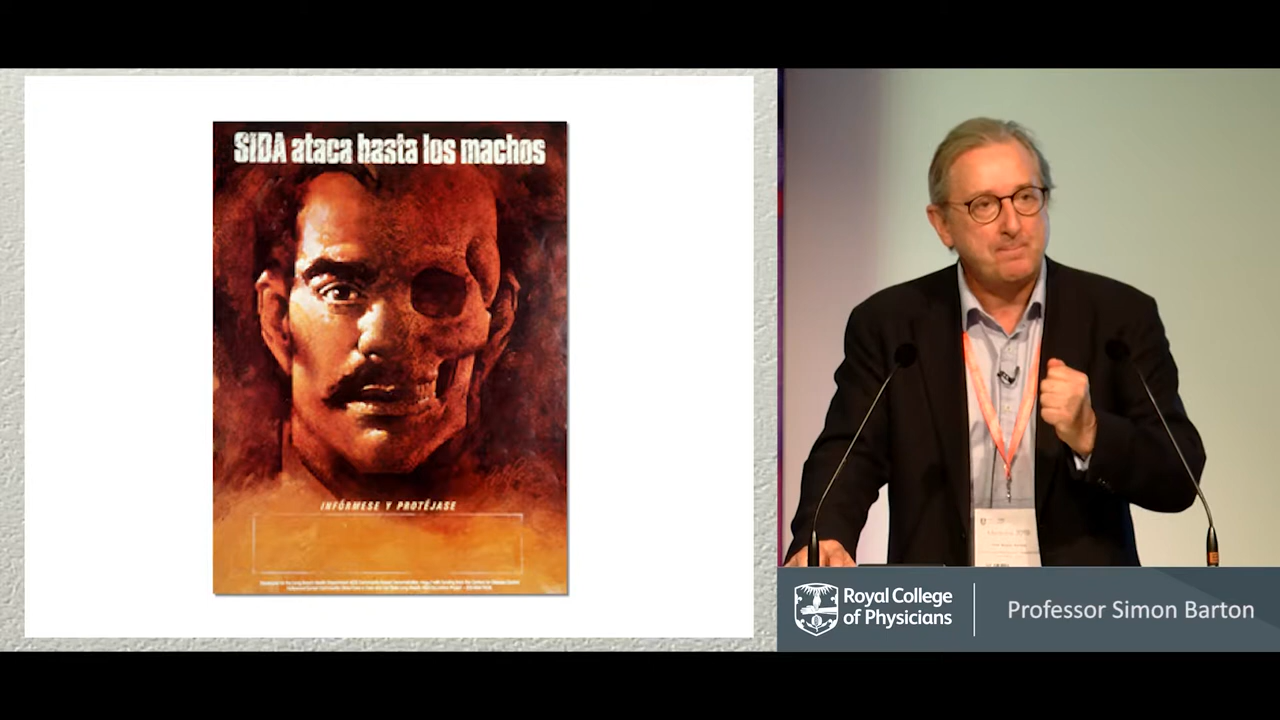 SIDA ataca hasta los machos
INFÓRMESE Y PROTÉJASE
Royal College
of Physicians
Professor Simon Barton